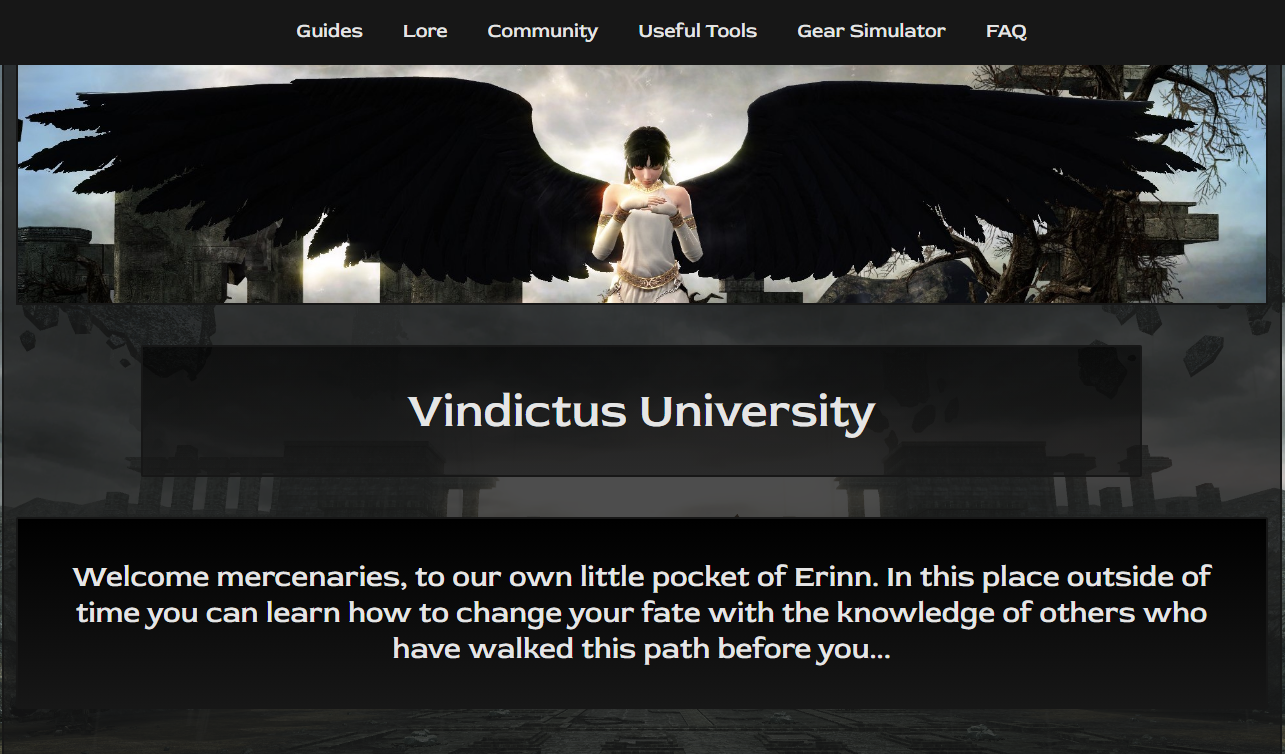 Guides Lore Community Useful Tools Gear Simulator FAQ
Vindictus University
Welcome mercenaries, to our own little pocket of Erinn. In this place outside of
time you can learn how to change your fate with the knowledge of others who
have walked this path before you...